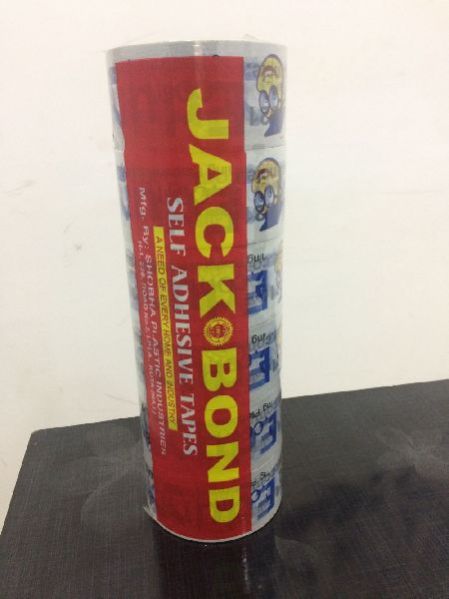 JACK BOND
SELF ADHESIVE TAPES
A NEED OF EVERY HOME AND INDUSTRY
Mfg. By: SHOBHA PLASTIC INDUSTRIES